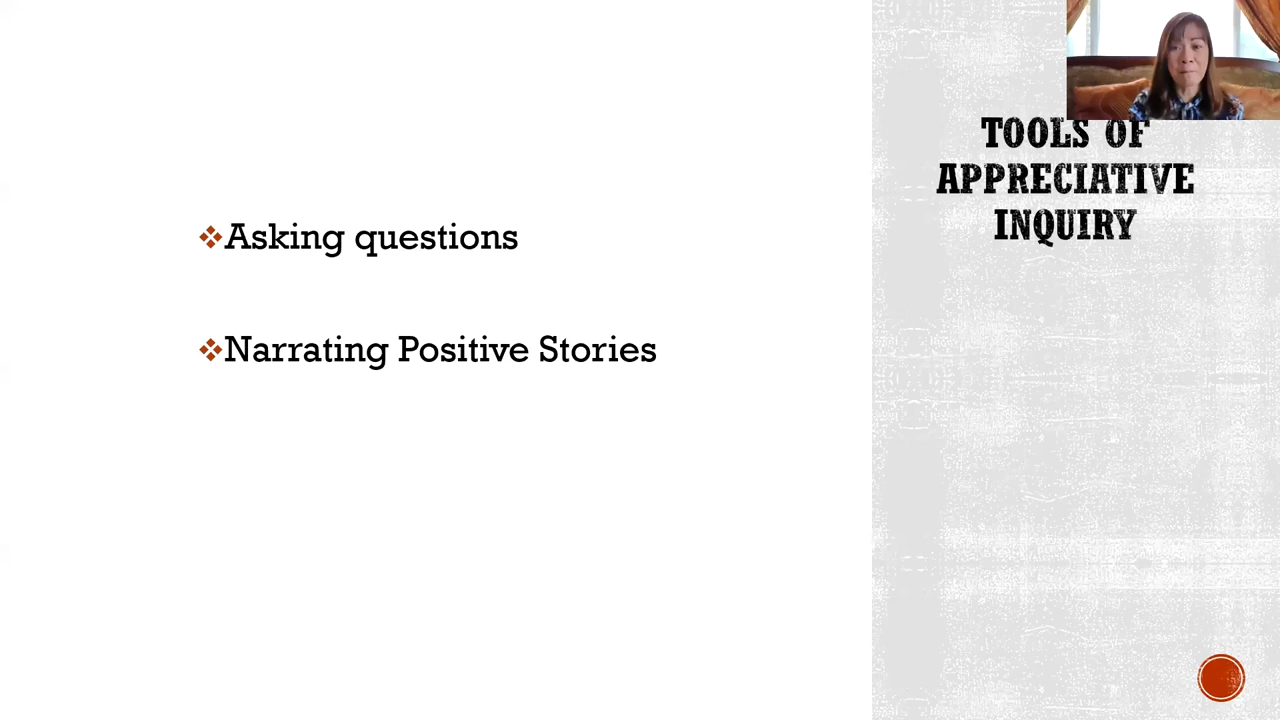 TOOLS OF
APPRECIATIVE
INQUIRY
Asking questions
Narrating Positive Stories